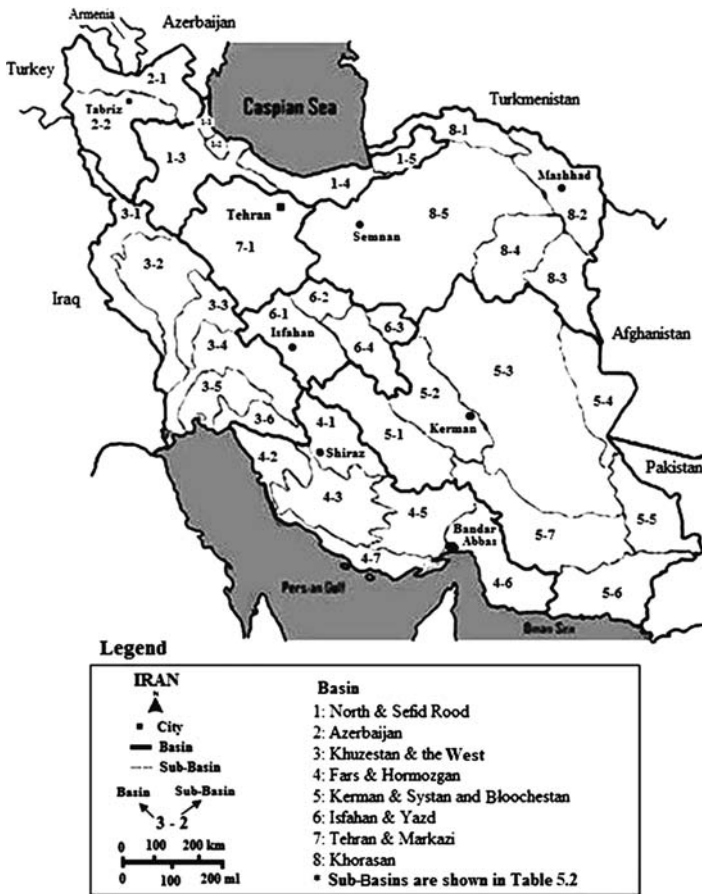 Armenia
Azerbaijan
Turkey
2-1
Caspian Sea
Turkmenistan
Tabriz
2-2
1-1
1-2
8-1
1-3
1-5
1-4
Mashhad
3-1
Tehran
8-5
8-2
Semnan
3-2
7-1
8-4
8-3
Iraq
3-3
6-2
6-1
Isfahan
6-3
Afghanistan
3-4
6-4
5-3
3-5
5-2
5-4
3-6
4-1
Kerman
4-2
Shiraz
5-1
Pakistan
4-3
4-5
Bandar
Abbas
5-7
5-5
4-7
4-6
5-6
Persian Gulf
Oman Sea
Legend
IRAN
N
City
Basin
Sub-Basin
Basin Sub-Basin
3 - 2
0 100 200 km
0 100 200 ml
Basin
1: North & Sefid Rood
2: Azerbaijan
3: Khuzestan & the West
4: Fars & Hormozgan
5: Kerman & Systan and Bloochestan
6: Isfahan & Yazd
7: Tehran & Markazi
8: Khorasan
* Sub-Basins are shown in Table 5.2